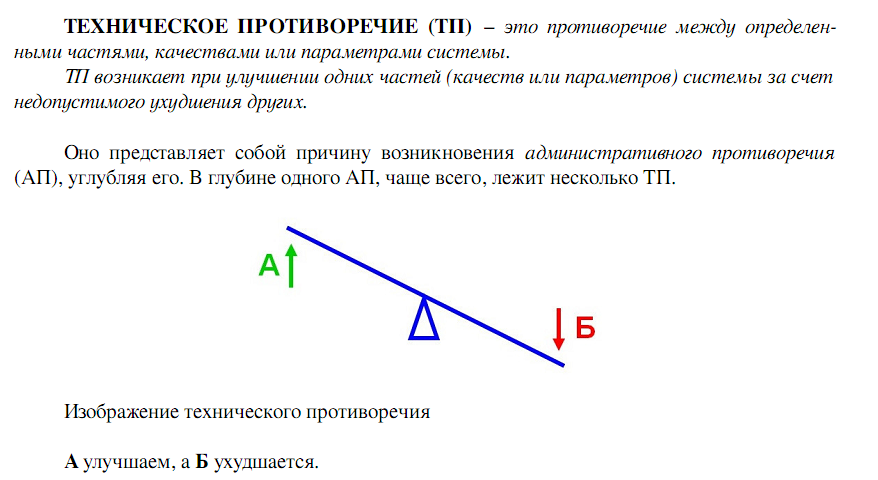 ТЕХНИЧЕСКОЕ ПРОТИВОРЕЧИЕ (ТП) – это противоречие между определен-
ными частями, качествами или параметрами системы.
ТП возникает при улучшении одних частей (качеств или параметров) системы за счет
недопустимого ухудшения других.
Оно представляет собой причину возникновения административного противоречия
(АП), углубляя его. В глубине одного АП, чаще всего, лежит несколько ТП.
А
Б
Изображение технического противоречия
А улучшаем, а Б ухудшается.